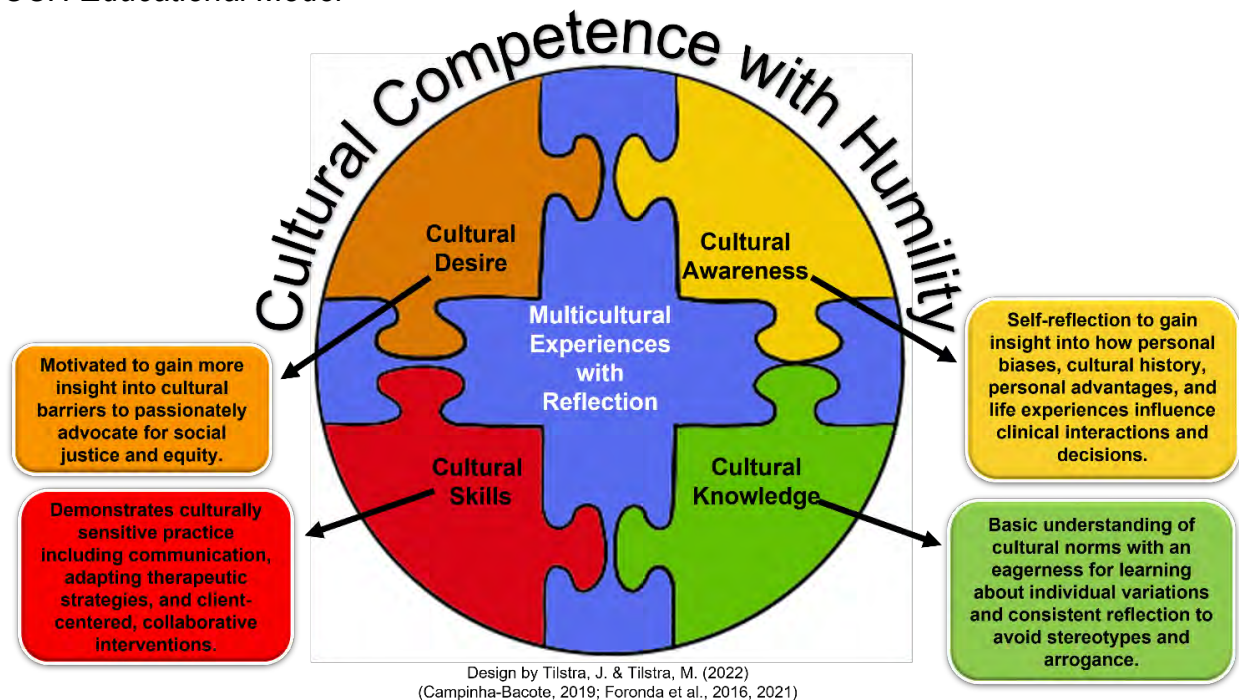 Educational Model
Cultural Competence with Humility
Cultural
Desire
Cultural
Awareness
Multicultural
Experiences
with
Reflection
Cultural
Skills
Cultural
Knowledge
Motivated to gain more
insight into cultural
barriers to passionately
advocate for social
justice and equity.
Self-reflection to gain
insight into how personal
biases, cultural history,
personal advantages, and
life experiences influence
clinical interactions and
decisions.
Demonstrates culturally
sensitive practice
including communication,
adapting therapeutic
strategies, and client-
centered, collaborative
interventions.
Basic understanding of
cultural norms with an
eagerness for learning
about individual variations
and consistent reflection to
avoid stereotypes and
arrogance.
Design by Tilstra, J. & Tilstra, M. (2022)
(Campinha-Bacote, 2019; Foronda et al., 2016, 2021)